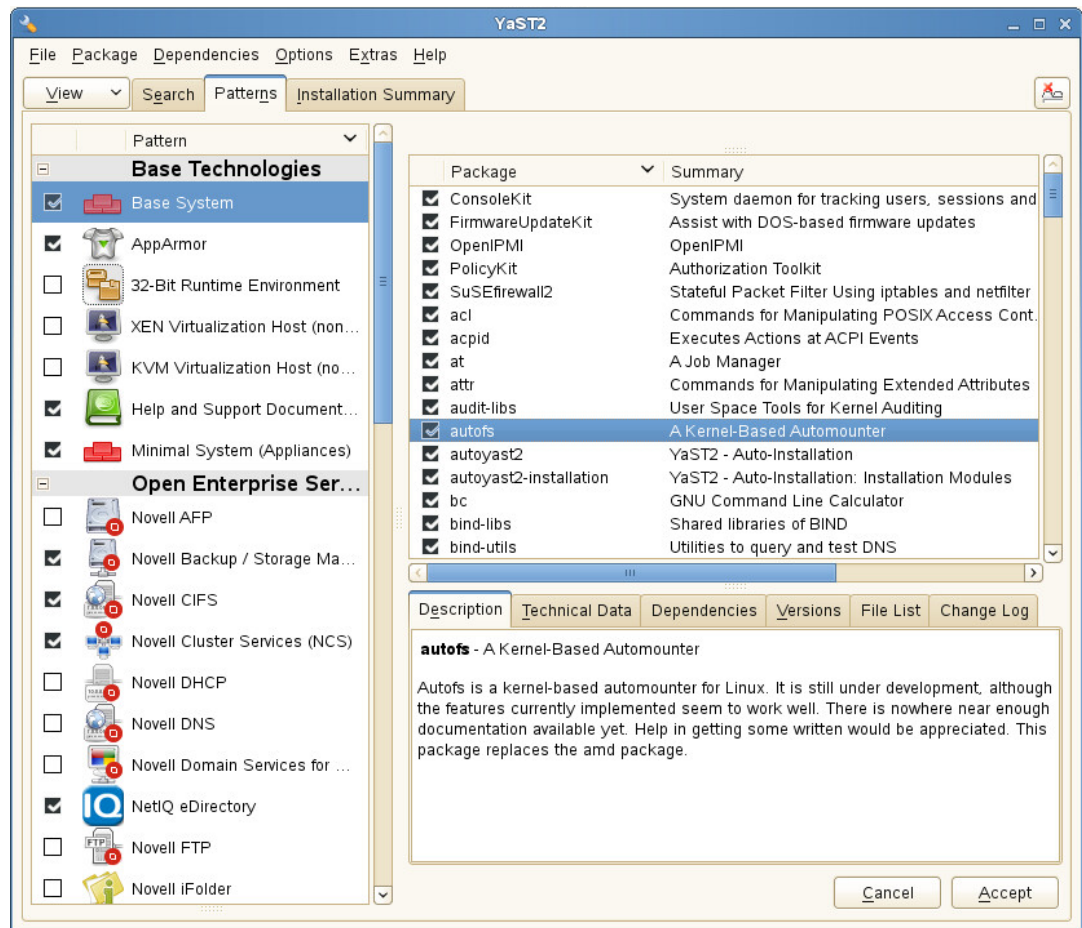 YaST2
File Package Dependencies Options Extras Help
View Search Patterns Installation Summary
Pattern
Base Technologies
Base System
AppArmor
32-Bit Runtime Environment
XEN Virtualization Host (non...
KVM Virtualization Host (no...
Help and Support Document...
Minimal System (Appliances)
Open Enterprise Ser...
Novell AFP
Novell Backup / Storage Ma...
Novell CIFS
Novell Cluster Services (NCS)
Novell DHCP
Novell DNS
Novell Domain Services for ...
IQ NetIQ eDirectory
FTP Novell FTP
Novell iFolder
Package Summary
ConsoleKit System daemon for tracking users, sessions and
FirmwareUpdateKit Assist with DOS-based firmware updates
OpenIPMI OpenIPMI
PolicyKit Authorization Toolkit
SuSEfirewall2 Stateful Packet Filter Using iptables and netfilter
acl Commands for Manipulating POSIX Access Cont.
acpid Executes Actions at ACPI Events
at A Job Manager
attr Commands for Manipulating Extended Attributes
audit-libs User Space Tools for Kernel Auditing
autofs A Kernel-Based Automounter
autoyast2 YaST2 - Auto-Installation
autoyast2-installation YaST2 - Auto-Installation: Installation Modules
bc GNU Command Line Calculator
bind-libs Shared libraries of BIND
bind-utils Utilities to query and test DNS
Description Technical Data Dependencies Versions File List Change Log
autofs - A Kernel-Based Automounter
Autofs is a kernel-based automounter for Linux. It is still under development, although
the features currently implemented seem to work well. There is nowhere near enough
documentation available yet. Help in getting some written would be appreciated. This
package replaces the amd package.
Cancel Accept